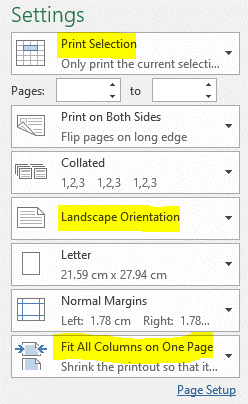 Settings
Print Selection
Only print the current selecti...
Pages: to
Print on Both Sides
Flip pages on long edge
Collated
1,2,3 1,2,3 1,2,3
Landscape Orientation
Letter
21.59 cm x 27.94 cm
Normal Margins
Left: 1.78 cm Right: 1.78...
Fit All Columns on One Page
Shrink the printout so that it...
Page Setup